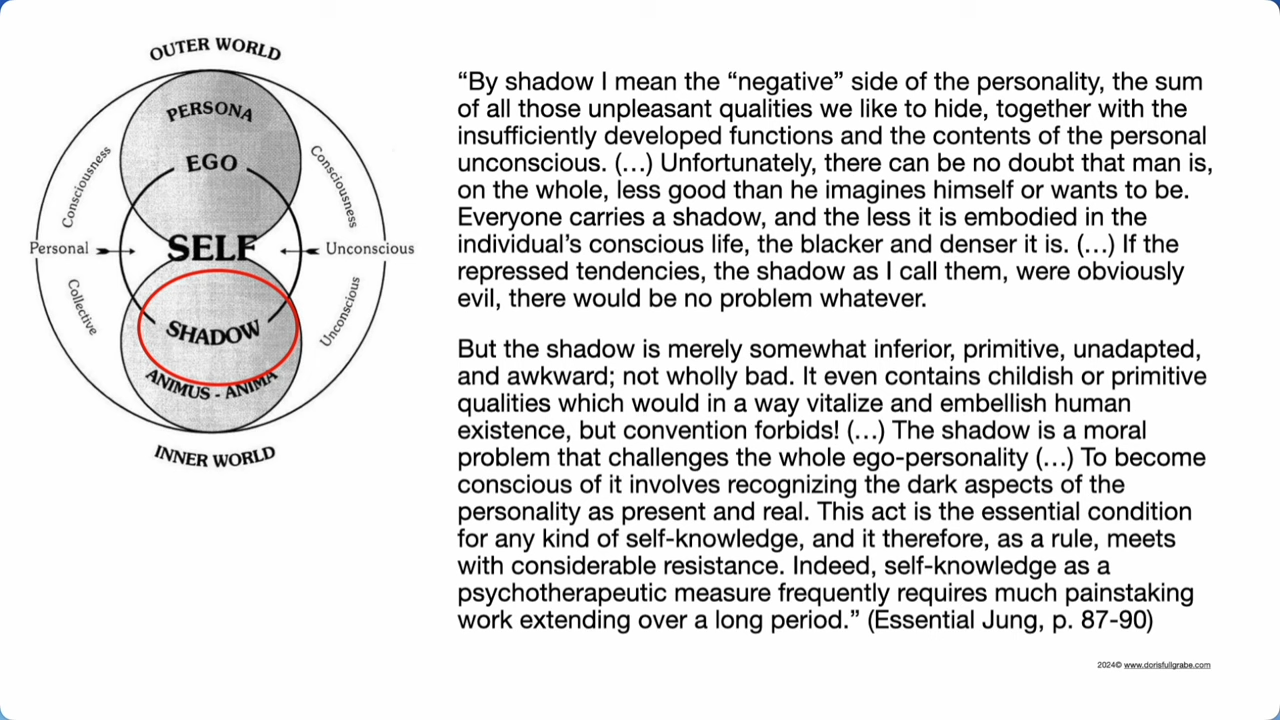 OUTER WORLD
PERSONA
EGO
Consciousness
Consciousness
Personal
SELF
Unconscious
Collective
Unconscious
SHADOW
ANIMUS - ANIMA
INNER WORLD
“By shadow I mean the “negative” side of the personality, the sum
of all those unpleasant qualities we like to hide, together with the
insufficiently developed functions and the contents of the personal
unconscious. (…) Unfortunately, there can be no doubt that man is,
on the whole, less good than he imagines himself or wants to be.
Everyone carries a shadow, and the less it is embodied in the
individual’s conscious life, the blacker and denser it is. (…) If the
repressed tendencies, the shadow as I call them, were obviously
evil, there would be no problem whatever.
But the shadow is merely somewhat inferior, primitive, unadapted,
and awkward; not wholly bad. It even contains childish or primitive
qualities which would in a way vitalize and embellish human
existence, but convention forbids! (…) The shadow is a moral
problem that challenges the whole ego-personality (…) To become
conscious of it involves recognizing the dark aspects of the
personality as present and real. This act is the essential condition
for any kind of self-knowledge, and it therefore, as a rule, meets
with considerable resistance. Indeed, self-knowledge as a
psychotherapeutic measure frequently requires much painstaking
work extending over a long period.” (Essential Jung, p. 87-90)
2024© www.dorisfullgrabe.com